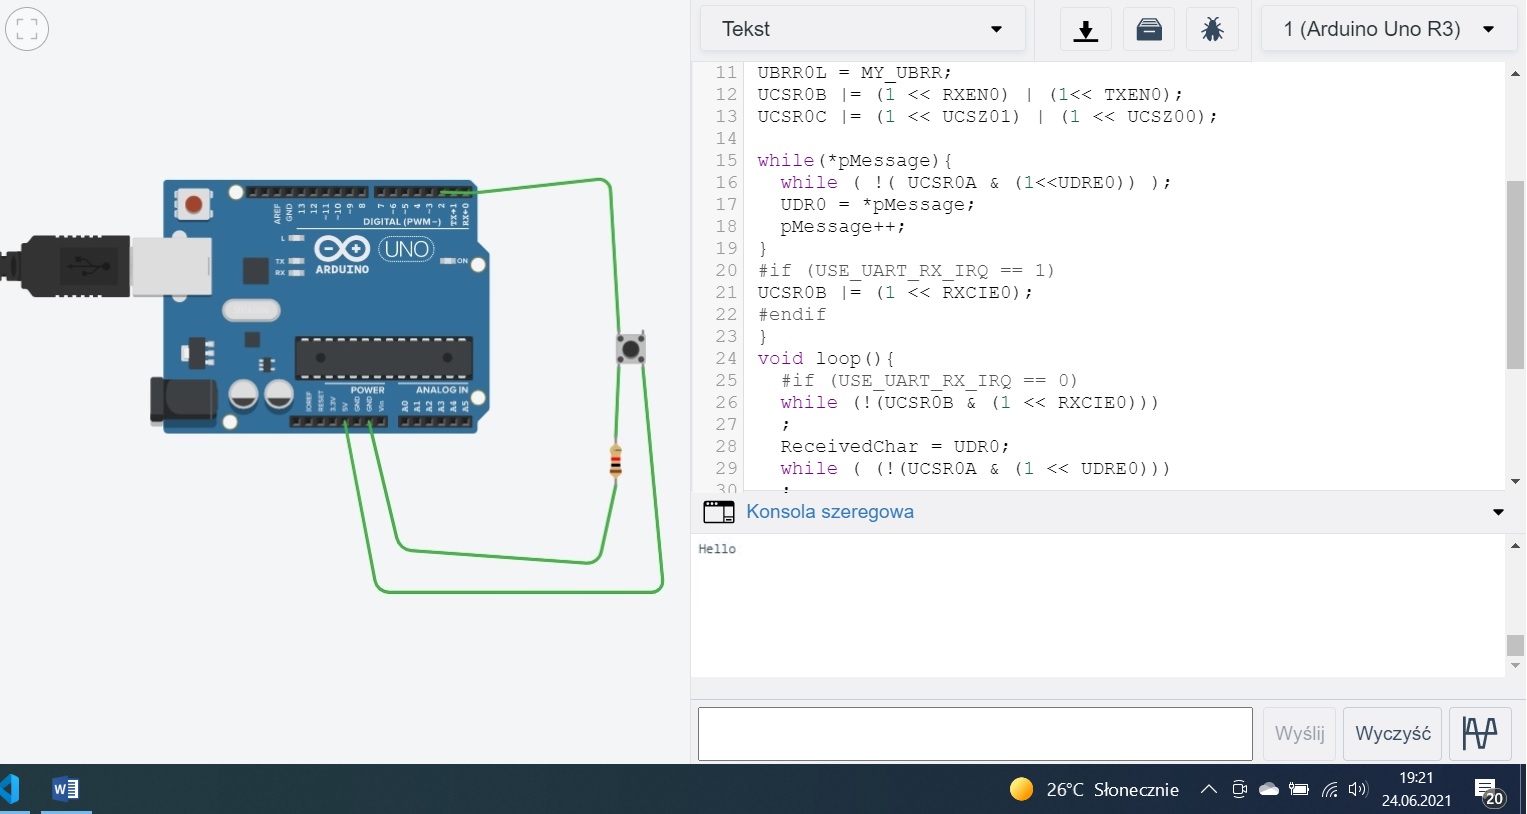 Tekst
1 (Arduino Uno R3)
11 UBRR0L = MY_UBRR;
12 UCSR0B |= (1 << RXEN0) | (1<< TXEN0);
13 UCSR0C |= (1 << UCSZ01) | (1 << UCSZ00);
14
15 while(*pMessage){
16 while ( !( UCSR0A & (1<<UDRE0)) );
17 UDR0 = *pMessage;
18 pMessage++;
19 }
20 #if (USE_UART_RX_IRQ == 1)
21 UCSR0B |= (1 << RXCIE0);
22 #endif
23 }
24 void loop(){
25 #if (USE_UART_RX_IRQ == 0)
26 while (!(UCSR0B & (1 << RXCIE0)))
27 ;
28 ReceivedChar = UDR0;
29 while ( (!(UCSR0A & (1 << UDRE0)))
30 ;
Konsola szeregowa
Hello
Wyślij
Wyczyść
AREF
GND
13
12
~11
~10
~9
8
7
~6
~5
4
~3
2
TX→1
RX←0
DIGITAL (PWM~)
L
TX
RX
ARDUINO
UNO
ON
POWER
ANALOG IN
IOREF
RESET
3.3V
5V
GND
GND
Vin
A0
A1
A2
A3
A4
A5
W
26°C Słonecznie
19:21
24.06.2021
20